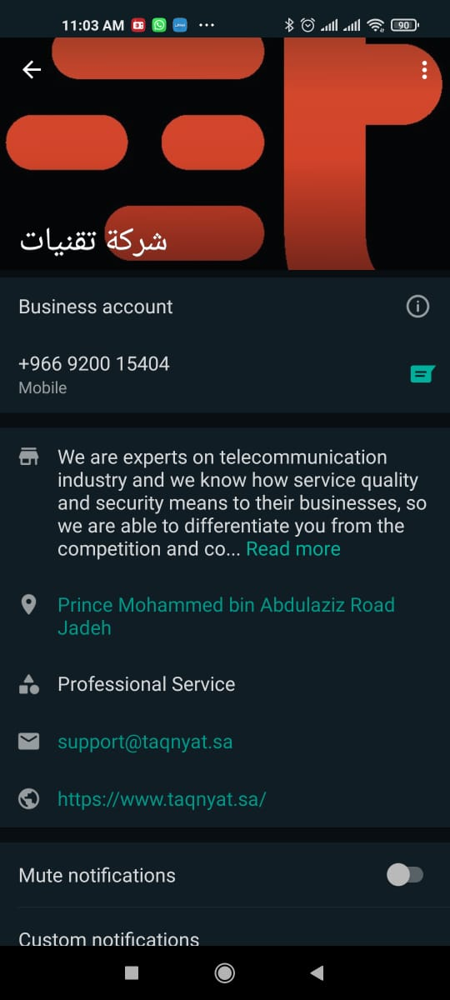 11:03 AM
90
شركة تقنيات
Business account
+966 9200 15404
Mobile
We are experts on telecommunication
industry and we know how service quality
and security means to their businesses, so
we are able to differentiate you from the
competition and co... Read more
Prince Mohammed bin Abdulaziz Road
Jadeh
Professional Service
support@taqnyat.sa
https://www.taqnyat.sa/
Mute notifications
Custom notifications